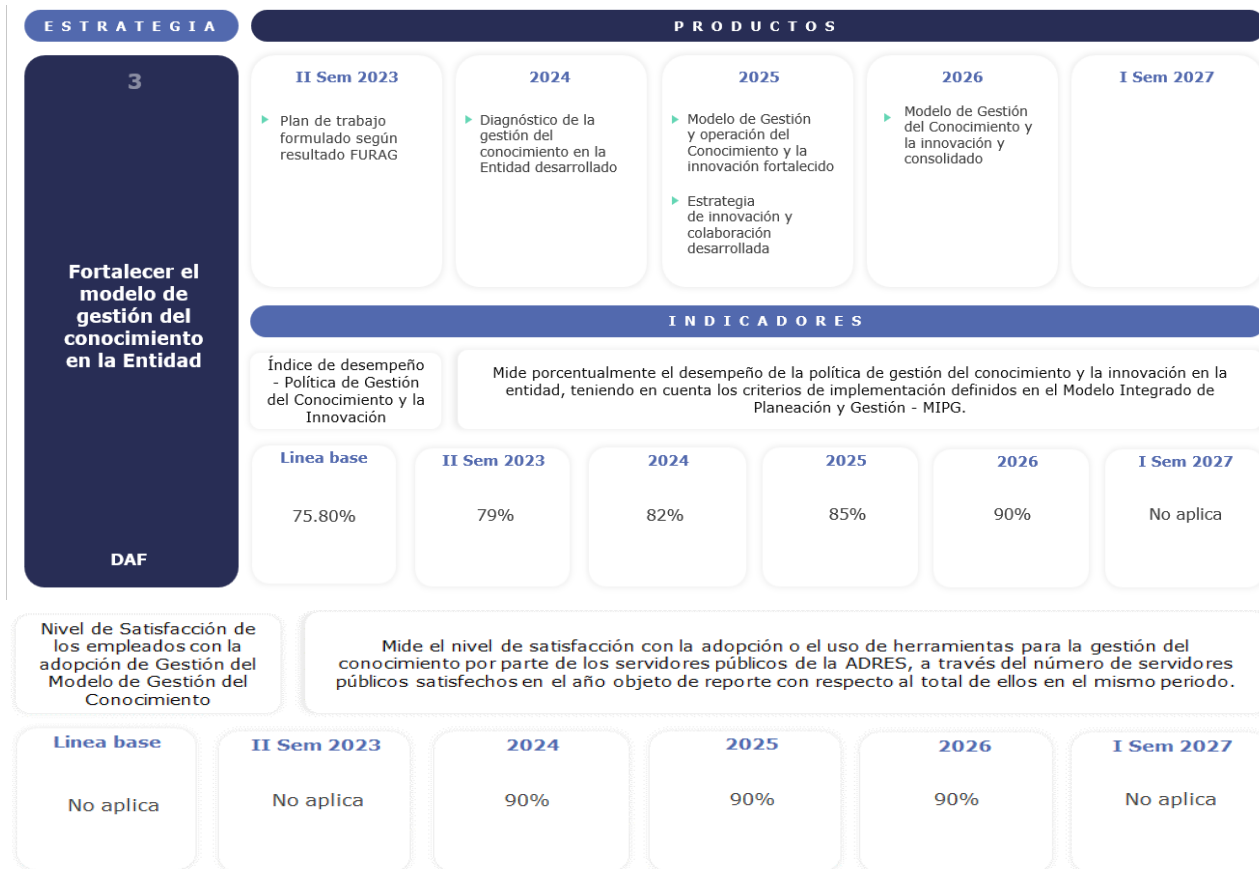 ESTRATEGIA
PRODUCTOS
3
Fortalecer el
modelo de
gestión del
conocimiento
en la Entidad
DAF
II Sem 2023
Plan de trabajo
formulado según
resultado FURAG
2024
Diagnóstico de la
gestión del
conocimiento en la
Entidad desarrollado
2025
Modelo de Gestión
y operación del
Conocimiento y la
innovación fortalecido
Estrategia
de innovación y
colaboración
desarrollada
2026
Modelo de Gestión
del Conocimiento y
la innovación y
consolidado
I Sem 2027
INDICADORES
Índice de desempeño
- Política de Gestión
del Conocimiento y la
Innovación
Mide porcentualmente el desempeño de la política de gestión del conocimiento y la innovación en la
entidad, teniendo en cuenta los criterios de implementación definidos en el Modelo Integrado de
Planeación y Gestión - MIPG.
Linea base
75.80%
II Sem 2023
79%
2024
82%
2025
85%
2026
90%
I Sem 2027
No aplica
Nivel de Satisfacción de
los empleados con la
adopción de Gestión del
Modelo de Gestión del
Conocimiento
Mide el nivel de satisfacción con la adopción o el uso de herramientas para la gestión del
conocimiento por parte de los servidores públicos de la ADRES, a través del número de servidores
públicos satisfechos en el año objeto de reporte con respecto al total de ellos en el mismo periodo.
Linea base
No aplica
II Sem 2023
No aplica
2024
90%
2025
90%
2026
90%
I Sem 2027
No aplica